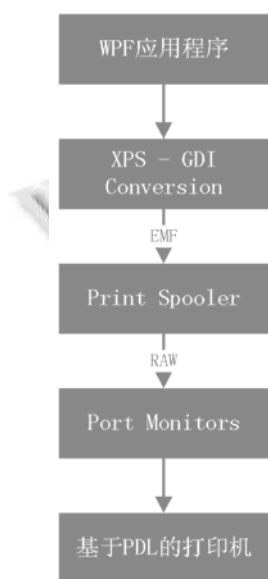 WPF应用程序
XPS - GDI
Conversion
EMF
Print Spooler
RAW
Port Monitors
基于PDL的打印机